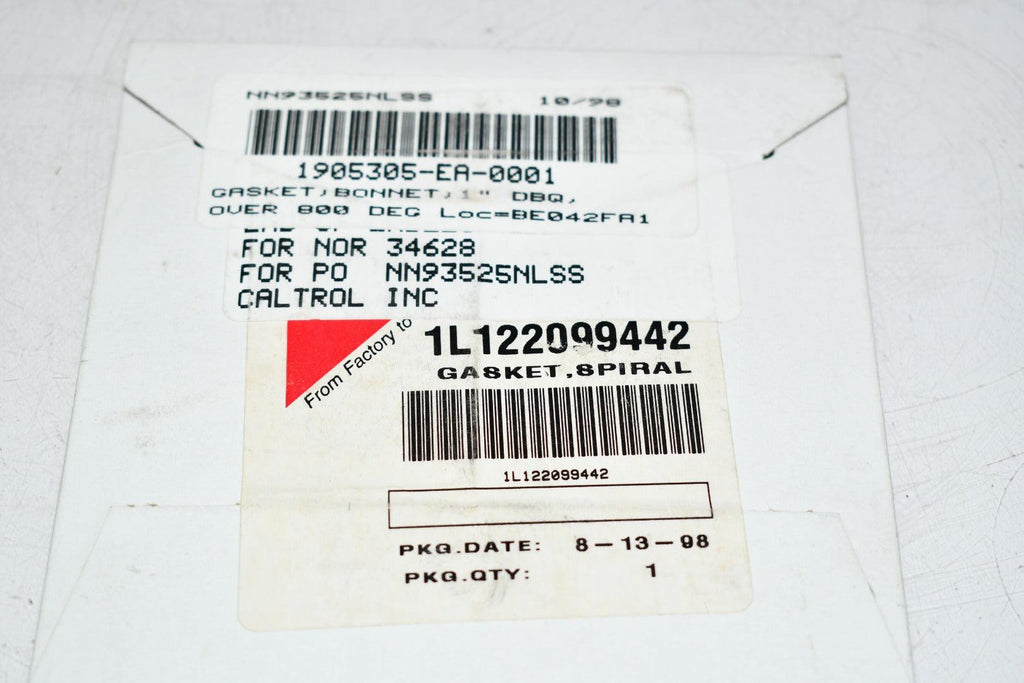 NN93525NLSS 10/98
1905305-EA-0001
GASKET,BONNET,1" DBQ,
OVER 800 DEG Loc=BE042FA1
FOR NOR 34628
FOR PO NN93525NLSS
CALTROL INC
From Factory to
1L122099442
GASKET,SPIRAL
1L122099442
PKG.DATE: 8-13-98
PKG.QTY: 1